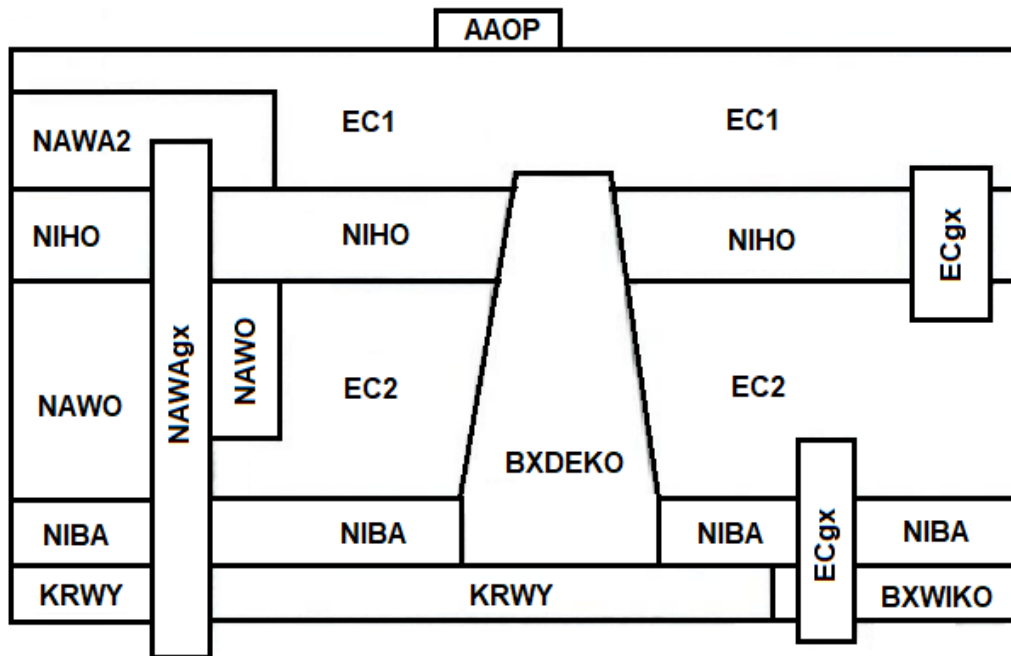 AAOP
EC1
EC1
NAWA2
NIHO
NIHO
NIHO
ECgx
NAWAgx
NAWO
NAWO
EC2
EC2
BXDEKO
NIBA
NIBA
NIBA
ECgx
NIBA
KRWY
KRWY
BXWIKO